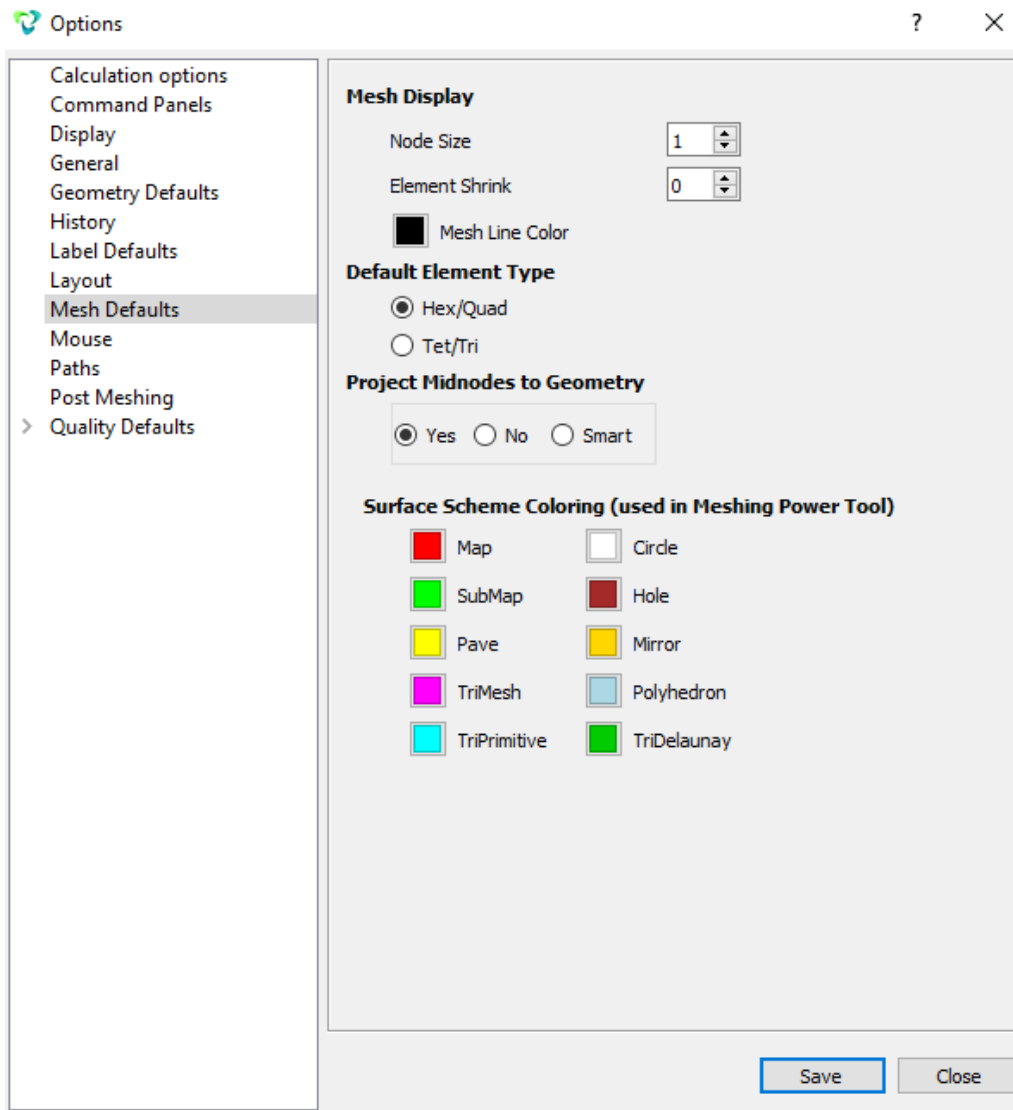 Options
?
Calculation options
Command Panels
Display
General
Geometry Defaults
History
Label Defaults
Layout
Mesh Defaults
Mouse
Paths
Post Meshing
Quality Defaults
Mesh Display
Node Size 1
Element Shrink 0
Mesh Line Color
Default Element Type
Hex/Quad
Tet/Tri
Project Midnodes to Geometry
Yes No Smart
Surface Scheme Coloring (used in Meshing Power Tool)
Map Circle
SubMap Hole
Pave Mirror
TriMesh Polyhedron
TriPrimitive TriDelaunay
Save Close